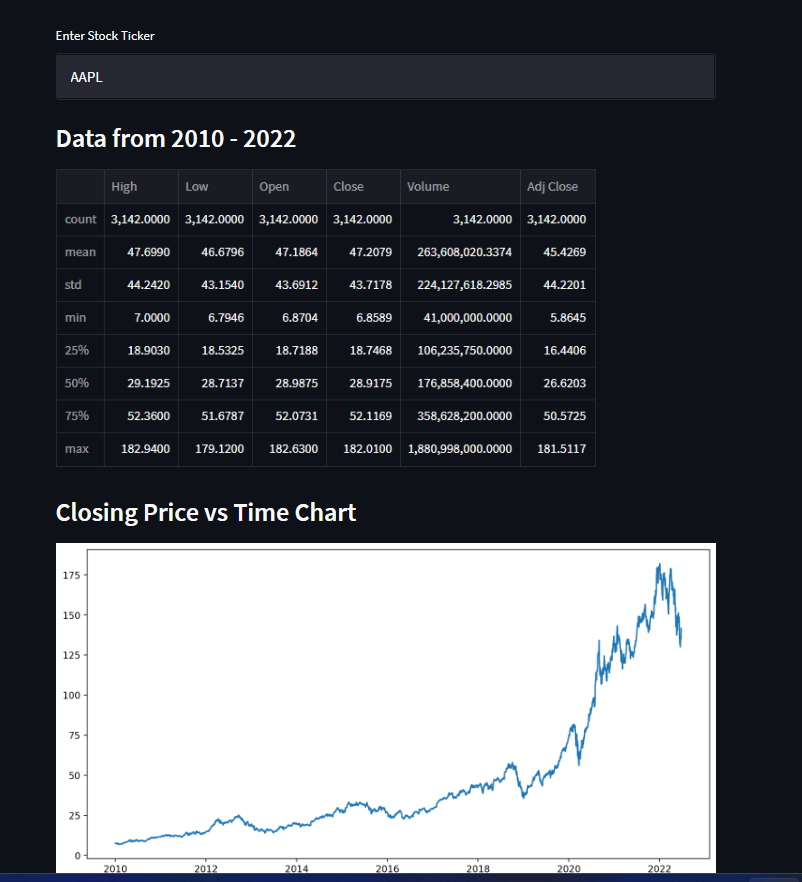 Enter Stock Ticker
AAPL
Data from 2010 - 2022
High Low Open Close Volume Adj Close
count 3,142.0000 3,142.0000 3,142.0000 3,142.0000 3,142.0000 3,142.0000
mean 47.6990 46.6796 47.1864 47.2079 263,608,020.3374 45.4269
std 44.2420 43.1540 43.6912 43.7178 224,127,618.2985 44.2201
min 7.0000 6.7946 6.8704 6.8589 41,000,000.0000 5.8645
25% 18.9030 18.5325 18.7188 18.7468 106,235,750.0000 16.4406
50% 29.1925 28.7137 28.9875 28.9175 176,858,400.0000 26.6203
75% 52.3600 51.6787 52.0731 52.1169 358,628,200.0000 50.5725
max 182.9400 179.1200 182.6300 182.0100 1,880,998,000.0000 181.5117
Closing Price vs Time Chart
175
150
125
100
75
50
25
0
2010 2012 2014 2016 2018 2020 2022